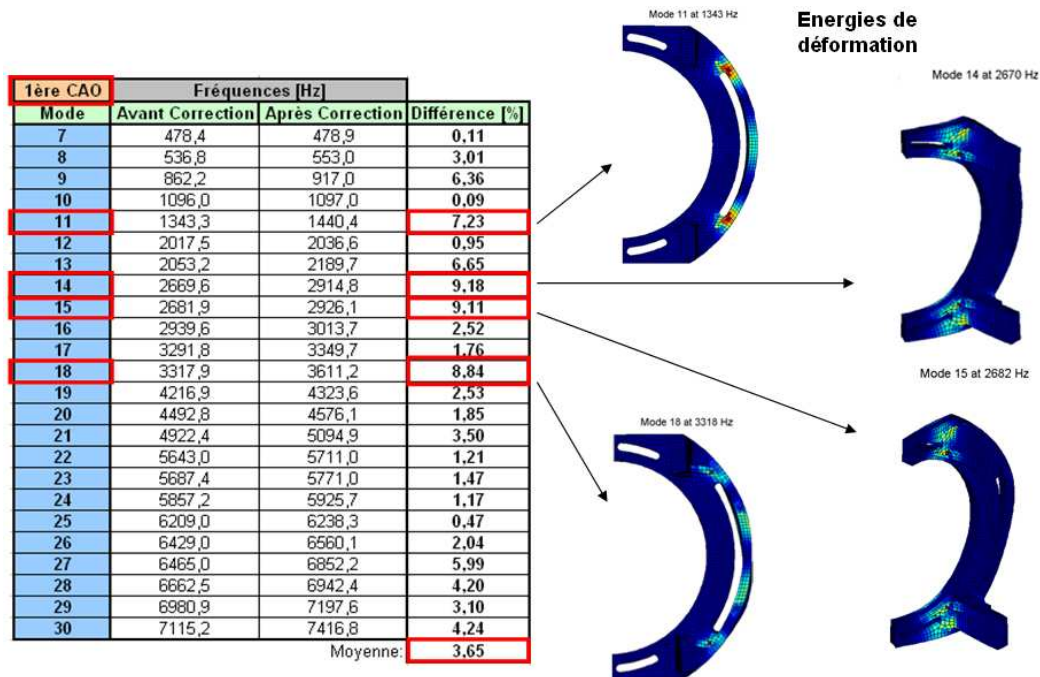 1ère CAO Fréquences [Hz]
Mode Avant Correction Après Correction Différence [%]
7 478,4 478,9 0,11
8 536,8 553,0 3,01
9 862,2 917,0 6,36
10 1096,0 1097,0 0,09
11 1343,3 1440,4 7,23
12 2017,5 2036,6 0,95
13 2053,2 2189,7 6,65
14 2669,6 2914,8 9,18
15 2681,9 2926,1 9,11
16 2939,6 3013,7 2,52
17 3291,8 3349,7 1,76
18 3317,9 3611,2 8,84
19 4216,9 4323,6 2,53
20 4492,8 4576,1 1,85
21 4922,4 5094,9 3,50
22 5643,0 5711,0 1,21
23 5687,4 5771,0 1,47
24 5857,2 5925,7 1,17
25 6209,0 6238,3 0,47
26 6429,0 6560,1 2,04
27 6465,0 6852,2 5,99
28 6662,5 6942,4 4,20
29 6980,9 7197,6 3,10
30 7115,2 7416,8 4,24
Moyenne: 3,65
Mode 11 at 1343 Hz
Energies de
déformation
Mode 14 at 2670 Hz
Mode 15 at 2682 Hz
Mode 18 at 3318 Hz